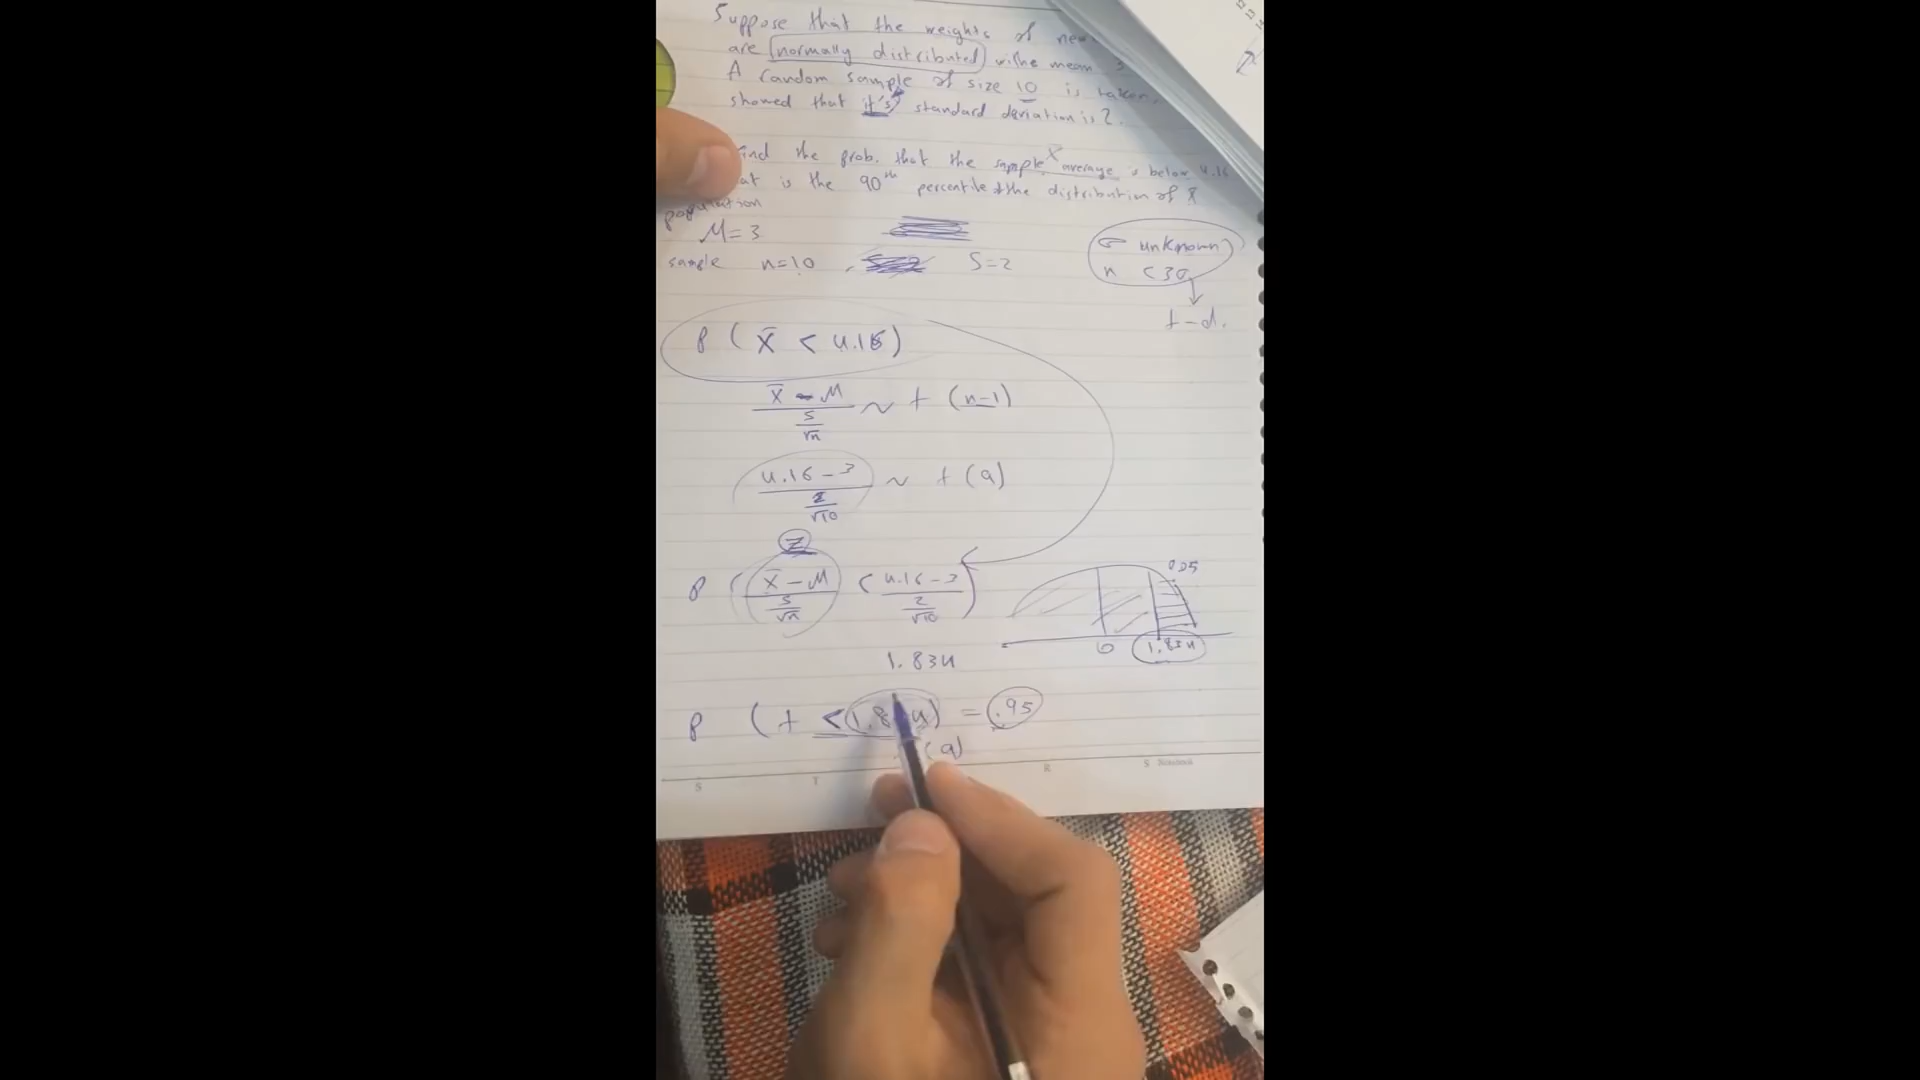 Suppose that the weights of new
are normally distributed withe mean 3
A random sample of size 10 is taken,
showed that it's standard deviation is 2.
ind the prob. that the sample X̄ average is below 4.16
at is the 90th percentile of the distribution of X̄
population
M = 3
sample n = 10 , S = 2
σ unknown
n < 30
t-d.
P ( X̄ < 4.16 )
X̄ - M
S
√n
~ t (n-1)
4.16 - 3
2
√10
~ t (9)
Z
P ( X̄ - M < 4.16 - 3 )
S
√n
2
√10
0.05
0
1.834
1.834
P ( t < 1.834 ) = .95
(9)
S T R S Notebook